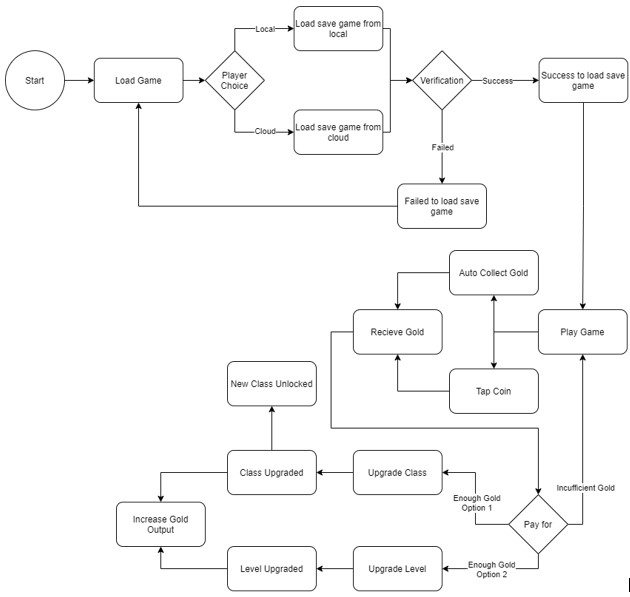 Start
Load Game
Player
Choice
Local
Load save game from
local
Cloud
Load save game from
cloud
Verification
Success
Success to load save
game
Failed
Failed to load save
game
Auto Collect Gold
Recieve Gold
Play Game
Tap Coin
New Class Unlocked
Class Upgraded
Upgrade Class
Enough Gold
Option 1
Insufficient Gold
Pay for
Increase Gold
Output
Level Upgraded
Upgrade Level
Enough Gold
Option 2